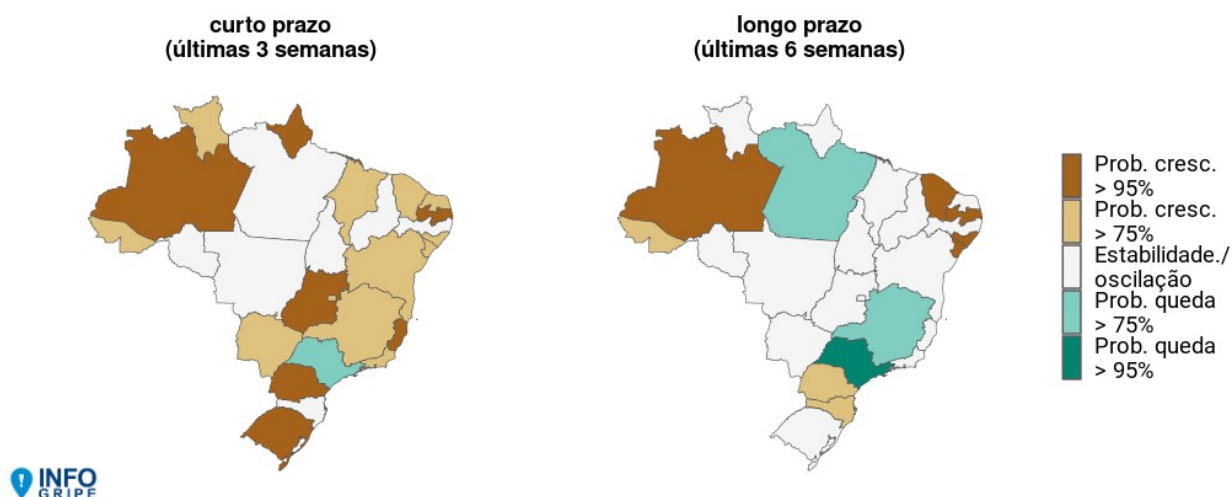 curto prazo
(últimas 3 semanas)
longo prazo
(últimas 6 semanas)
Prob. cresc.
> 95%
Prob. cresc.
> 75%
Estabilidade./
oscilação
Prob. queda
> 75%
Prob. queda
> 95%
INFO
GRIPE